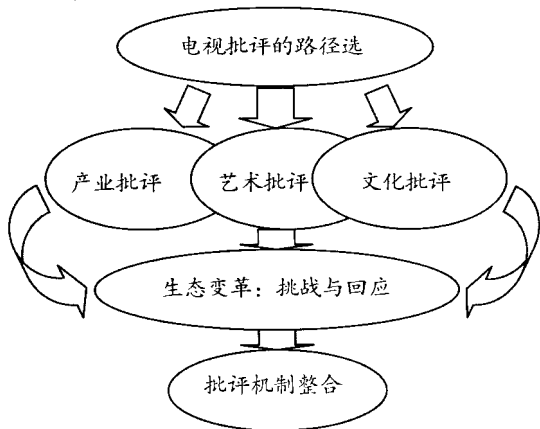 电视批评的路径选
产业批评
艺术批评
文化批评
生态变革：挑战与回应
批评机制整合